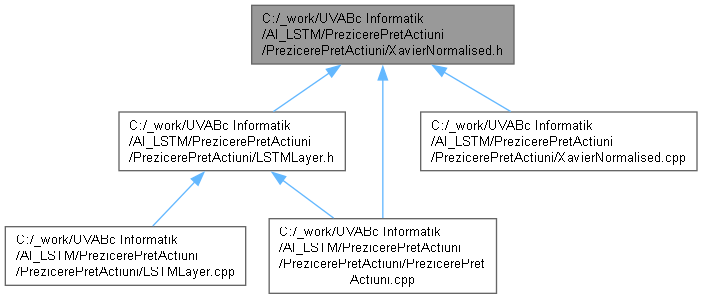 C:/_work/UVABc Informatik
/AI_LSTM/PrezicerePretActiuni
/PrezicerePretActiuni/XavierNormalised.h
C:/_work/UVABc Informatik
/AI_LSTM/PrezicerePretActiuni
/PrezicerePretActiuni/LSTMLayer.h
C:/_work/UVABc Informatik
/AI_LSTM/PrezicerePretActiuni
/PrezicerePretActiuni/XavierNormalised.cpp
C:/_work/UVABc Informatik
/AI_LSTM/PrezicerePretActiuni
/PrezicerePretActiuni/LSTMLayer.cpp
C:/_work/UVABc Informatik
/AI_LSTM/PrezicerePretActiuni
/PrezicerePretActiuni/PrezicerePret
Actiuni.cpp